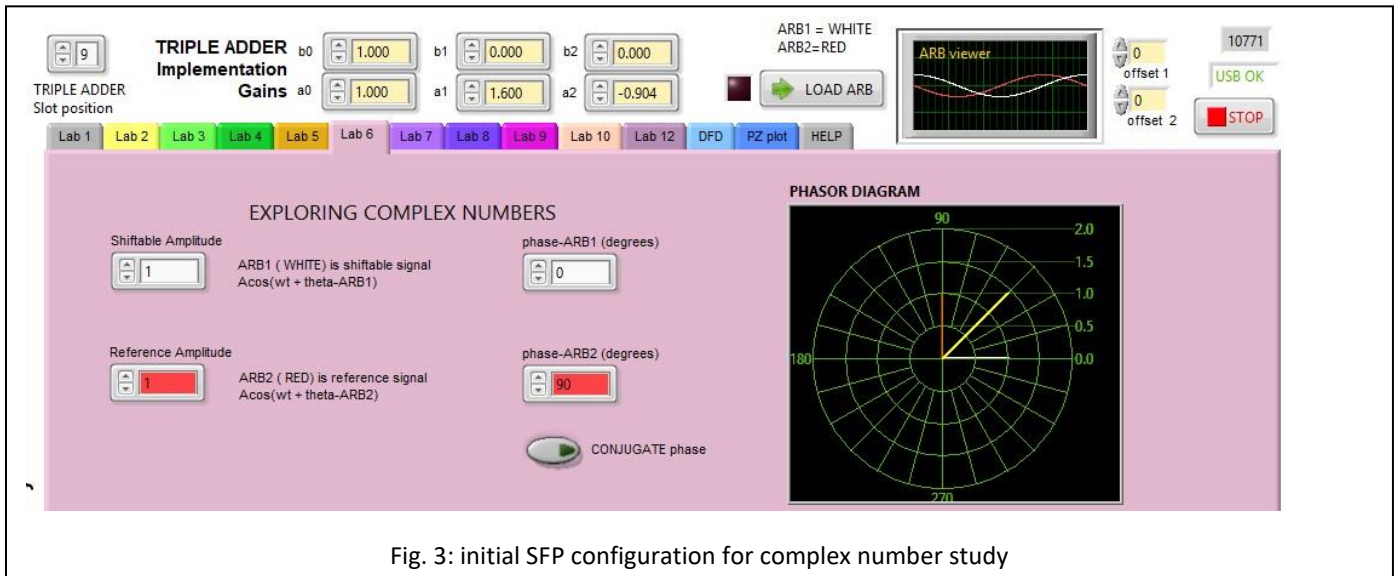 9
TRIPLE ADDER
Slot position
TRIPLE ADDER
Implementation
Gains
b0 1.000 b1 0.000 b2 0.000
a0 1.000 a1 1.600 a2 -0.904
ARB1 = WHITE
ARB2=RED
LOAD ARB
ARB viewer
0
offset 1
0
offset 2
10771
USB OK
STOP
Lab 1 Lab 2 Lab 3 Lab 4 Lab 5 Lab 6 Lab 7 Lab 8 Lab 9 Lab 10 Lab 12 DFD PZ plot HELP
EXPLORING COMPLEX NUMBERS
Shiftable Amplitude
1
ARB1 ( WHITE) is shiftable signal
Acos(wt + theta-ARB1)
phase-ARB1 (degrees)
0
Reference Amplitude
1
ARB2 ( RED) is reference signal
Acos(wt + theta-ARB2)
phase-ARB2 (degrees)
90
CONJUGATE phase
PHASOR DIAGRAM
90
2.0
1.5
1.0
0.5
0.0
180
270
Fig. 3: initial SFP configuration for complex number study